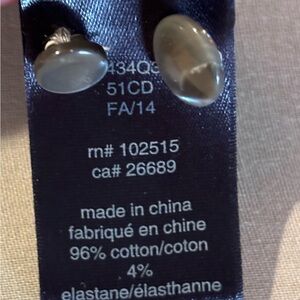 51CD
FA/14
rn# 102515
ca# 26689
made in china
fabriqué en chine
96% cotton/coton
4%
elastane/élasthanne